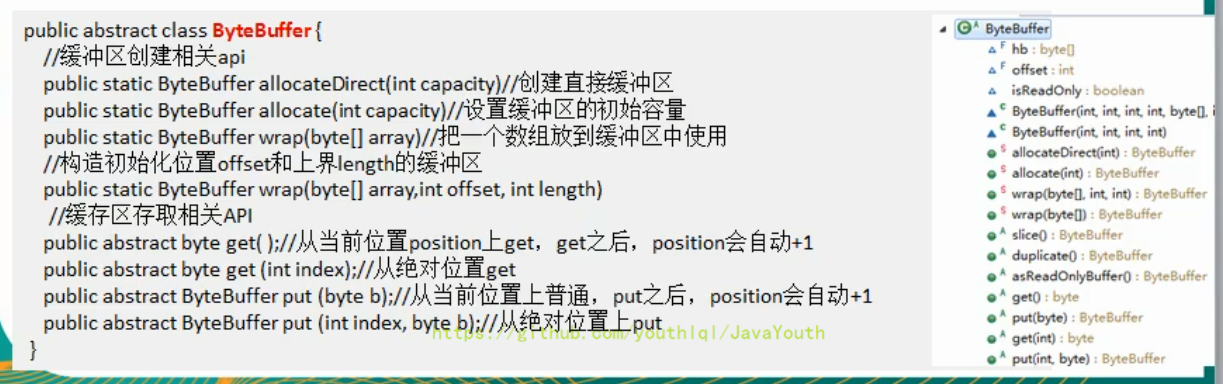 public abstract class ByteBuffer {
//缓冲区创建相关api
public static ByteBuffer allocateDirect(int capacity)//创建直接缓冲区
public static ByteBuffer allocate(int capacity)//设置缓冲区的初始容量
public static ByteBuffer wrap(byte[] array)//把一个数组放到缓冲区中使用
//构造初始化位置offset和上界length的缓冲区
public static ByteBuffer wrap(byte[] array,int offset, int length)
//缓存区存取相关API
public abstract byte get( );//从当前位置position上get，get之后，position会自动+1
public abstract byte get (int index);//从绝对位置get
public abstract ByteBuffer put (byte b);//从当前位置上普通，put之后，position会自动+1
public abstract ByteBuffer put (int index, byte b);//从绝对位置上put
https://github.com/youthlql/JavaYouth
}
ByteBuffer
hb : byte[]
offset : int
isReadOnly : boolean
ByteBuffer(int, int, int, int, byte[], i
ByteBuffer(int, int, int, int)
allocateDirect(int) : ByteBuffer
allocate(int) : ByteBuffer
wrap(byte[], int, int) : ByteBuffer
wrap(byte[]) : ByteBuffer
slice() : ByteBuffer
duplicate() : ByteBuffer
asReadOnlyBuffer() : ByteBuffer
get() : byte
put(byte) : ByteBuffer
get(int) : byte
put(int, byte) : ByteBuffer